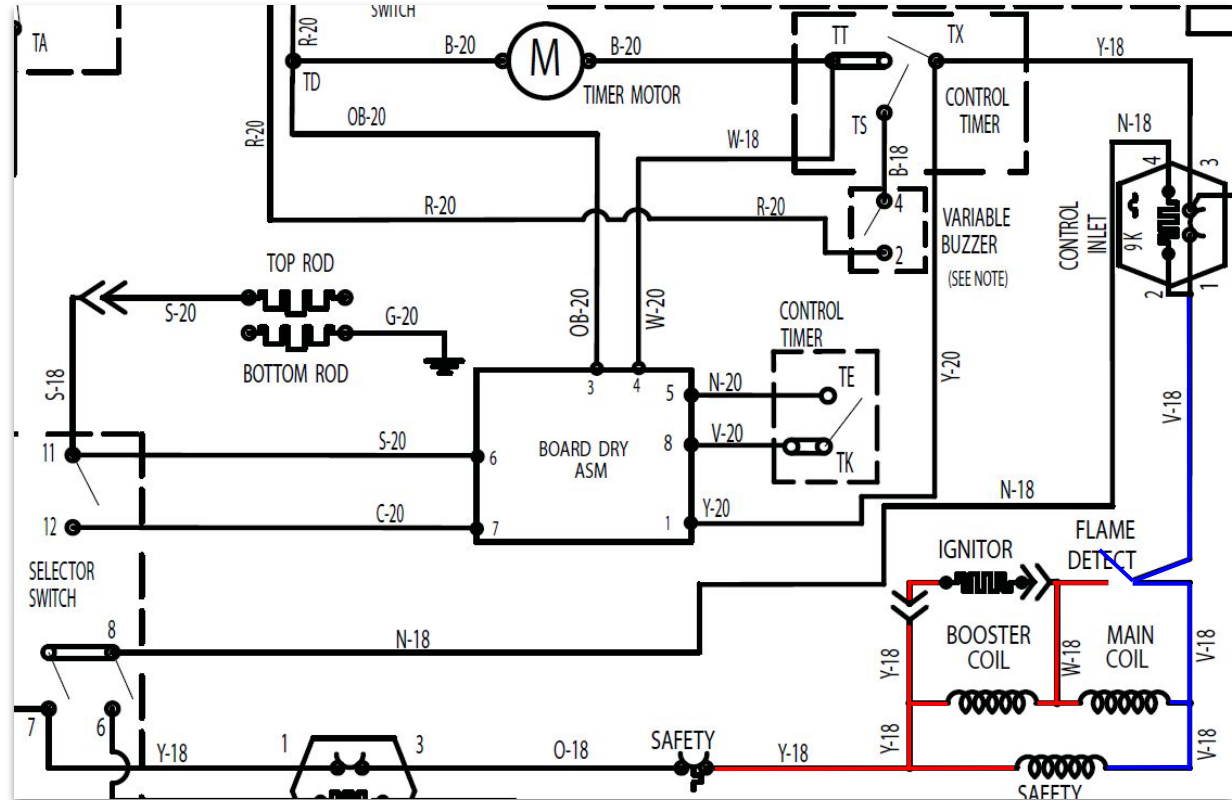 SWITCH
TA
R-20
TD
B-20
M
B-20
TIMER MOTOR
TT
TX
Y-18
CONTROL
TIMER
TS
OB-20
R-20
W-18
B-18
N-18
4
3
CONTROL
INLET
9 K
2
1
R-20
R-20
4
2
VARIABLE
BUZZER
(SEE NOTE)
TOP ROD
S-20
BOTTOM ROD
G-20
S-18
OB-20
W-20
CONTROL
TIMER
Y-20
V-18
3
4
5
N-20
TE
8
V-20
TK
BOARD DRY
ASM
11
S-20
6
12
C-20
7
1
Y-20
N-18
SELECTOR
SWITCH
FLAME
DETECT
IGNITOR
8
N-18
BOOSTER
COIL
MAIN
COIL
Y-18
W-18
V-18
7
6
Y-18
1
3
O-18
SAFETY
Y-18
Y-18
V-18
SAFETY